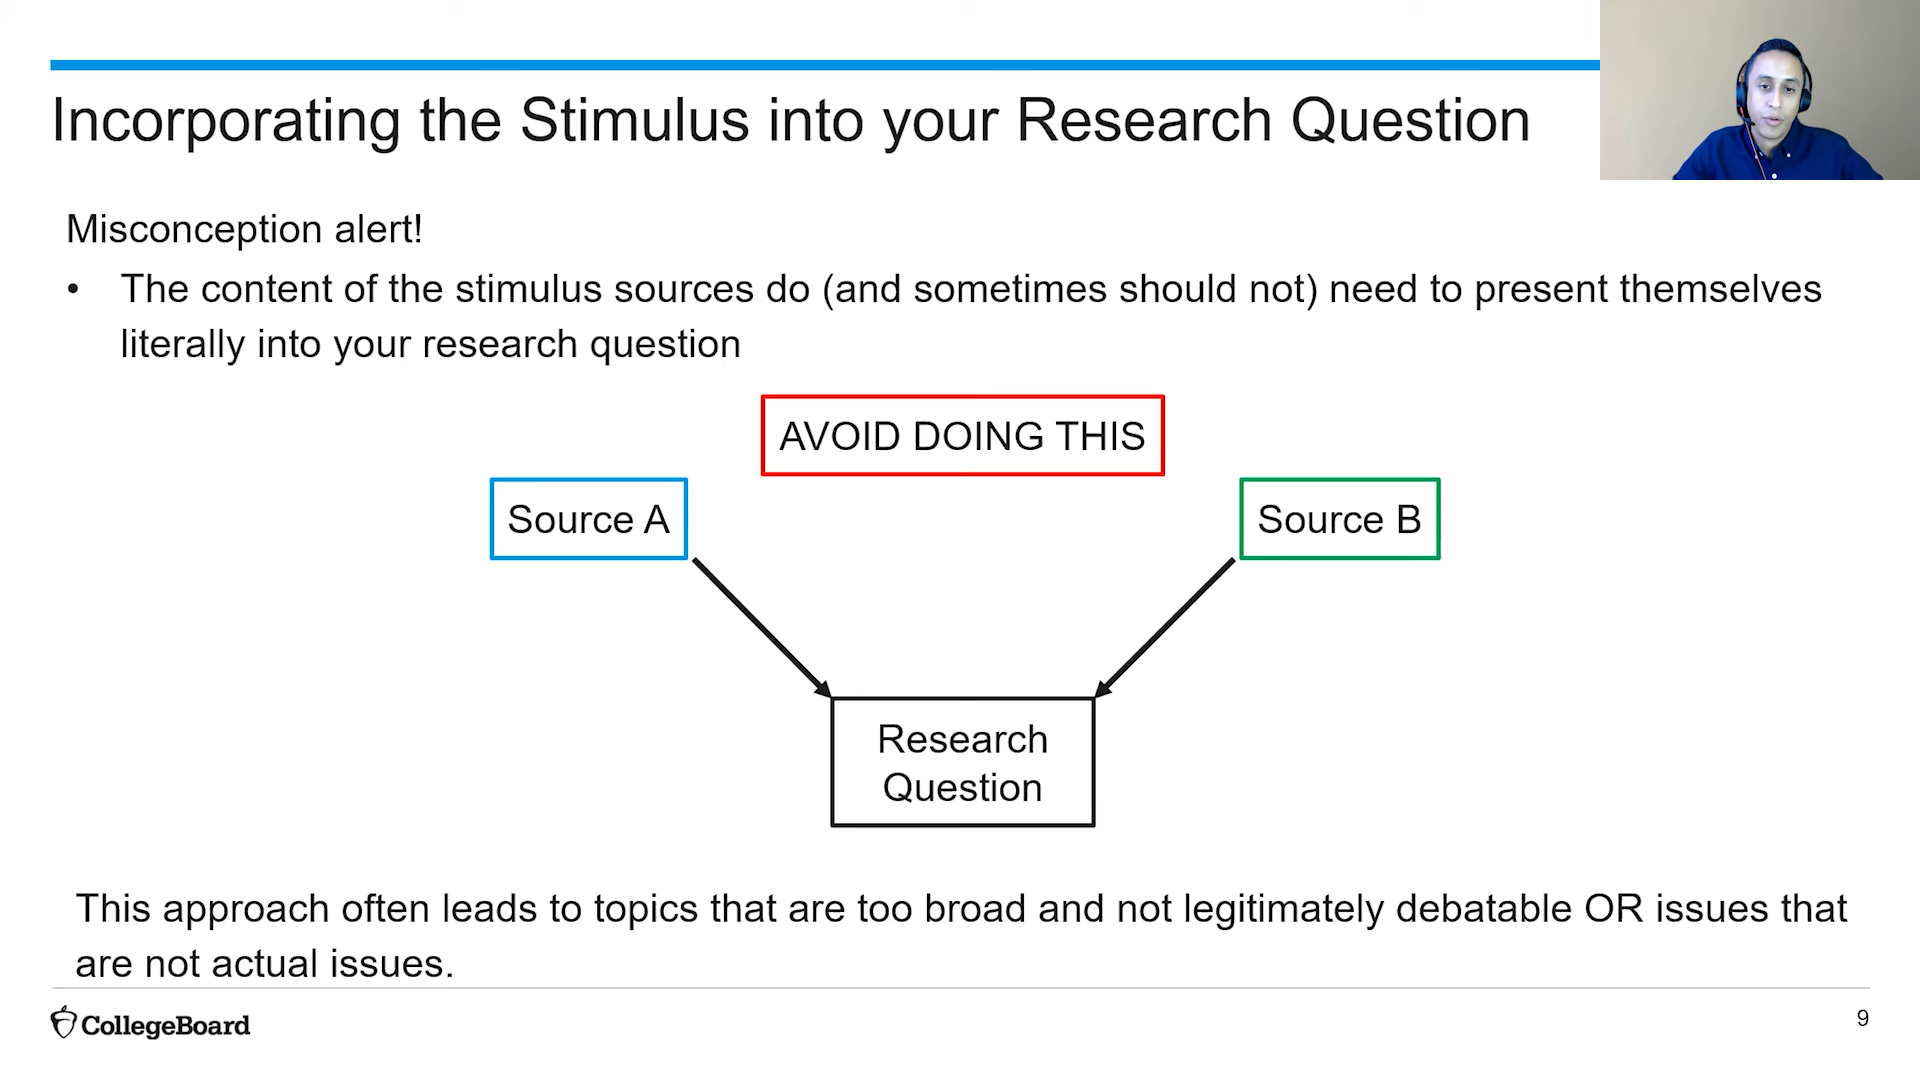 Incorporating the Stimulus into your Research Question
Misconception alert!
• The content of the stimulus sources do (and sometimes should not) need to present themselves
literally into your research question
AVOID DOING THIS
Source A
Source B
Research
Question
This approach often leads to topics that are too broad and not legitimately debatable OR issues that
are not actual issues.
CollegeBoard
9